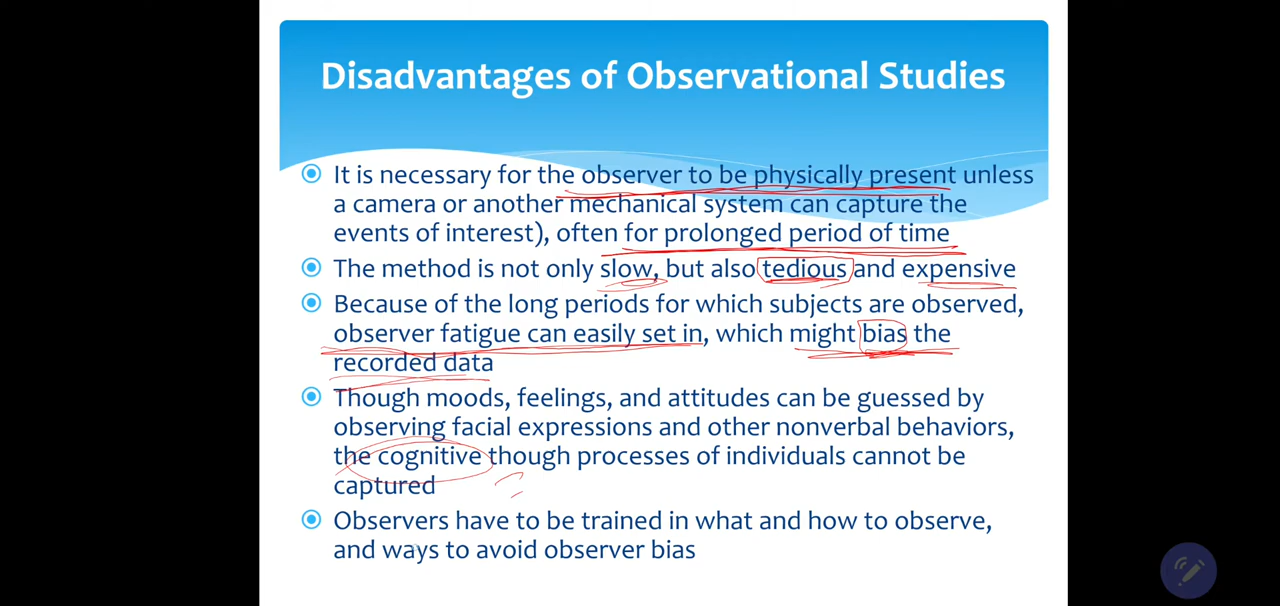 Disadvantages of Observational Studies
It is necessary for the observer to be physically present unless
a camera or another mechanical system can capture the
events of interest), often for prolonged period of time
The method is not only slow, but also tedious and expensive
Because of the long periods for which subjects are observed,
observer fatigue can easily set in, which might bias the
recorded data
Though moods, feelings, and attitudes can be guessed by
observing facial expressions and other nonverbal behaviors,
the cognitive though processes of individuals cannot be
captured
Observers have to be trained in what and how to observe,
and ways to avoid observer bias